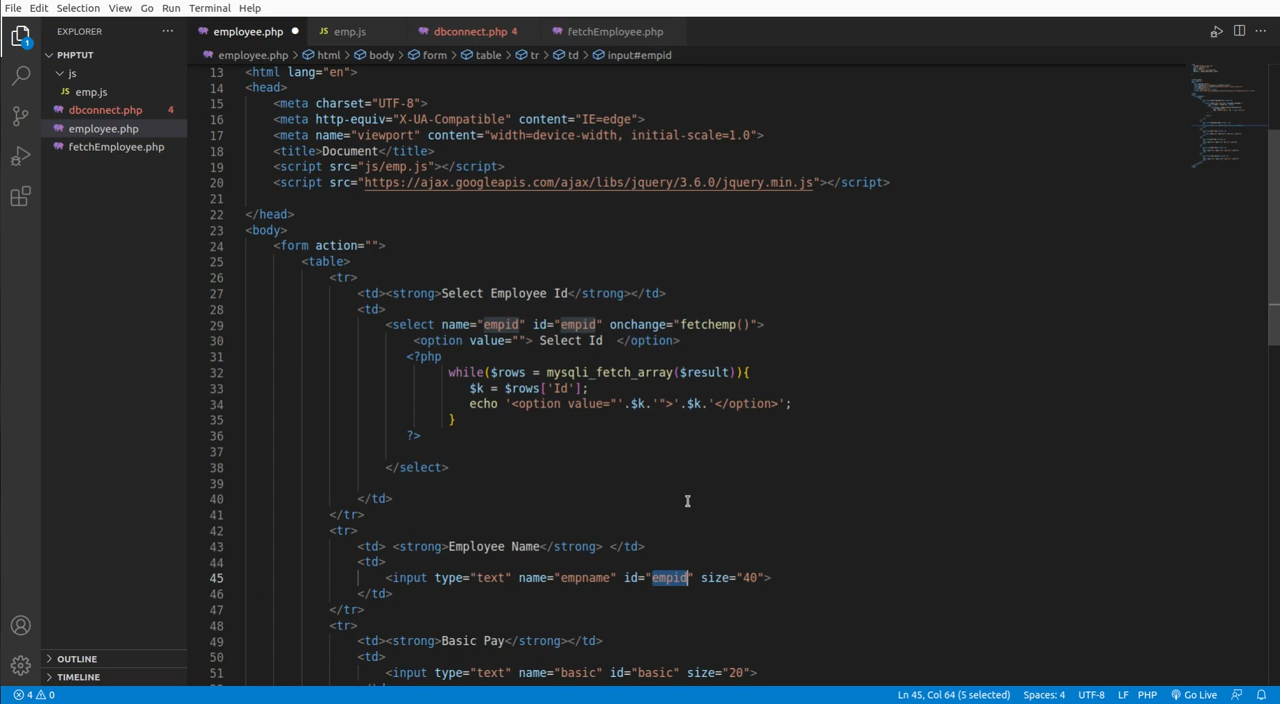 File Edit Selection View Go Run Terminal Help
EXPLORER
employee.php
emp.js
dbconnect.php 4
fetchEmployee.php
PHPTUT
js
emp.js
dbconnect.php 4
employee.php
fetchEmployee.php
employee.php > html > body > form > table > tr > td > input#empid
13 <html lang="en">
14 <head>
15 <meta charset="UTF-8">
16 <meta http-equiv="X-UA-Compatible" content="IE=edge">
17 <meta name="viewport" content="width=device-width, initial-scale=1.0">
18 <title>Document</title>
19 <script src="js/emp.js"></script>
20 <script src="https://ajax.googleapis.com/ajax/libs/jquery/3.6.0/jquery.min.js"></script>
21
22 </head>
23 <body>
24 <form action="">
25 <table>
26 <tr>
27 <td><strong>Select Employee Id</strong></td>
28 <td>
29 <select name="empid" id="empid" onchange="fetchemp()">
30 <option value=""> Select Id </option>
31 <?php
32 while($rows = mysqli_fetch_array($result)){
33 $k = $rows['Id'];
34 echo '<option value="'.$k.'">'.$k.'</option>';
35 }
36 ?>
37
38 </select>
39
40 </td>
41 </tr>
42 <tr>
43 <td> <strong>Employee Name</strong> </td>
44 <td>
45 <input type="text" name="empname" id="empid" size="40">
46 </td>
47 </tr>
48 <tr>
49 <td><strong>Basic Pay</strong></td>
50 <td>
51 <input type="text" name="basic" id="basic" size="20">
OUTLINE
TIMELINE
1
4 0
Ln 45, Col 64 (5 selected) Spaces: 4 UTF-8 LF PHP Go Live